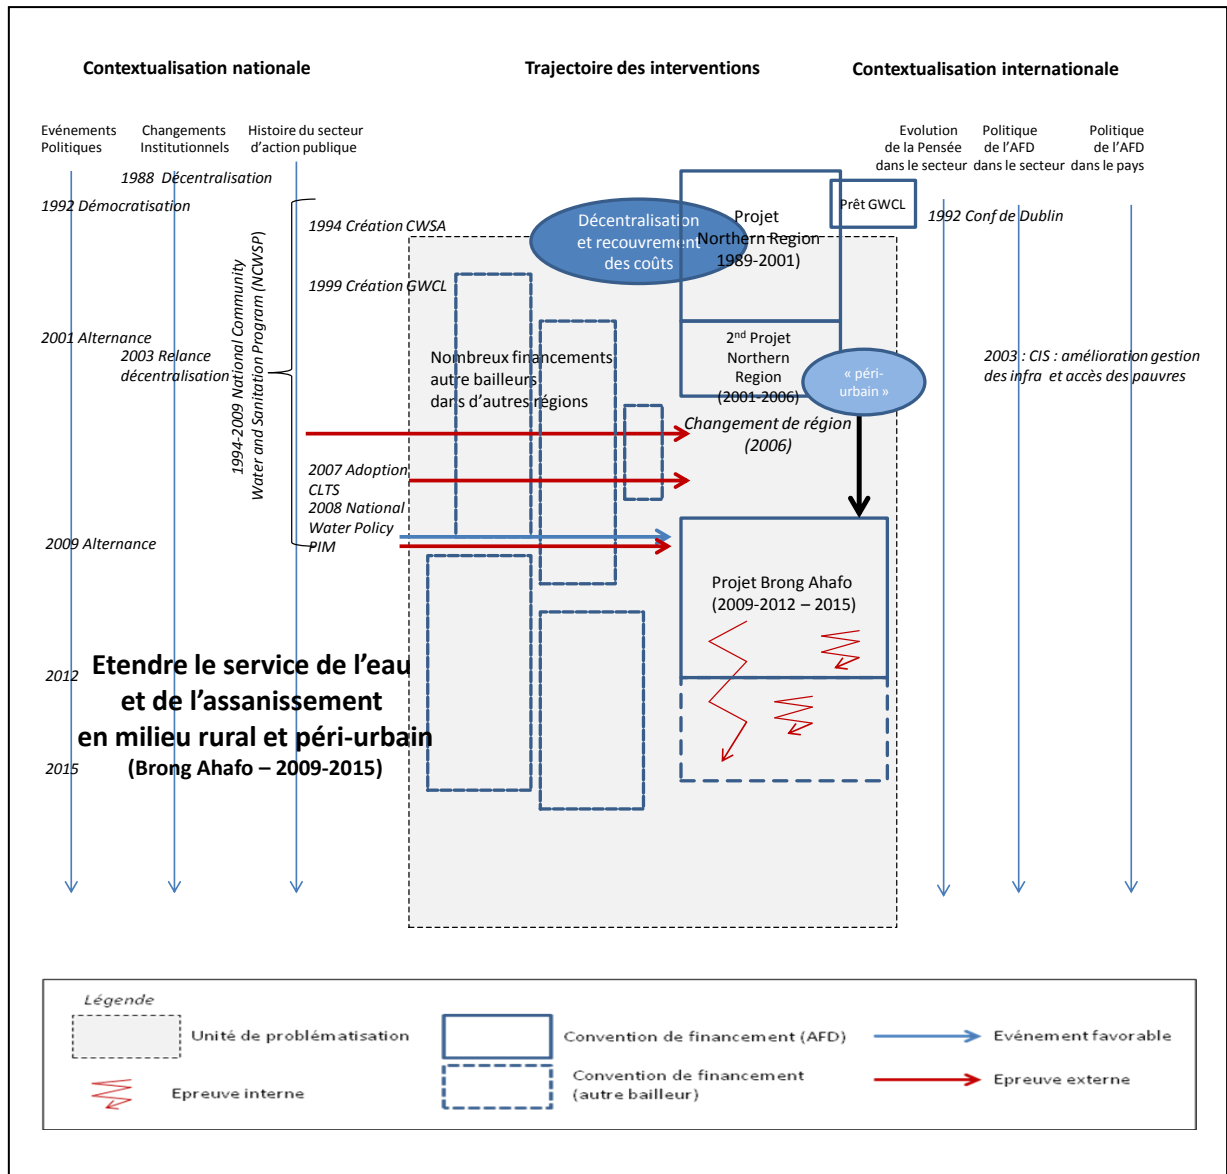 Contextualisation nationale
Trajectoire des interventions
Contextualisation internationale
Evénements
Politiques
Changements
Institutionnels
Histoire du secteur
d'action publique
Evolution
de la Pensée
dans le secteur
Politique
de l'AFD
dans le secteur
Politique
de l'AFD
dans le pays
1988 Décentralisation
1992 Démocratisation
1994 Création CWSA
1999 Création GWCL
2001 Alternance
2003 Relance
décentralisation
1994-2009 National Community
Water and Sanitation Program (NCWSP)
2007 Adoption
CLTS
2008 National
Water Policy
PIM
2009 Alternance
2012
2015
Etendre le service de l'eau
et de l'assanissement
en milieu rural et péri-urbain
(Brong Ahafo – 2009-2015)
Décentralisation
et recouvrement
des coûts
Projet
Northern Region
1989-2001)
Prêt GWCL
1992 Conf de Dublin
Nombreux financements
autre bailleurs
dans d'autres régions
2nd Projet
Northern
Region
(2001-2006)
« péri-
urbain »
2003 : CIS : amélioration gestion
des infra et accès des pauvres
Changement de région
(2006)
Projet Brong Ahafo
(2009-2012 – 2015)
Légende
Unité de problématisation
Convention de financement (AFD)
Evénement favorable
Epreuve interne
Convention de financement
(autre bailleur)
Epreuve externe